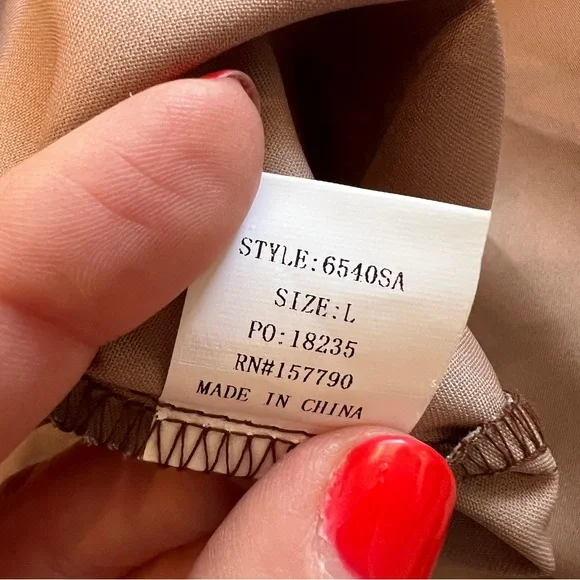 STYLE:6540SA
SIZE:L
PO:18235
RN#157790
MADE IN CHINA